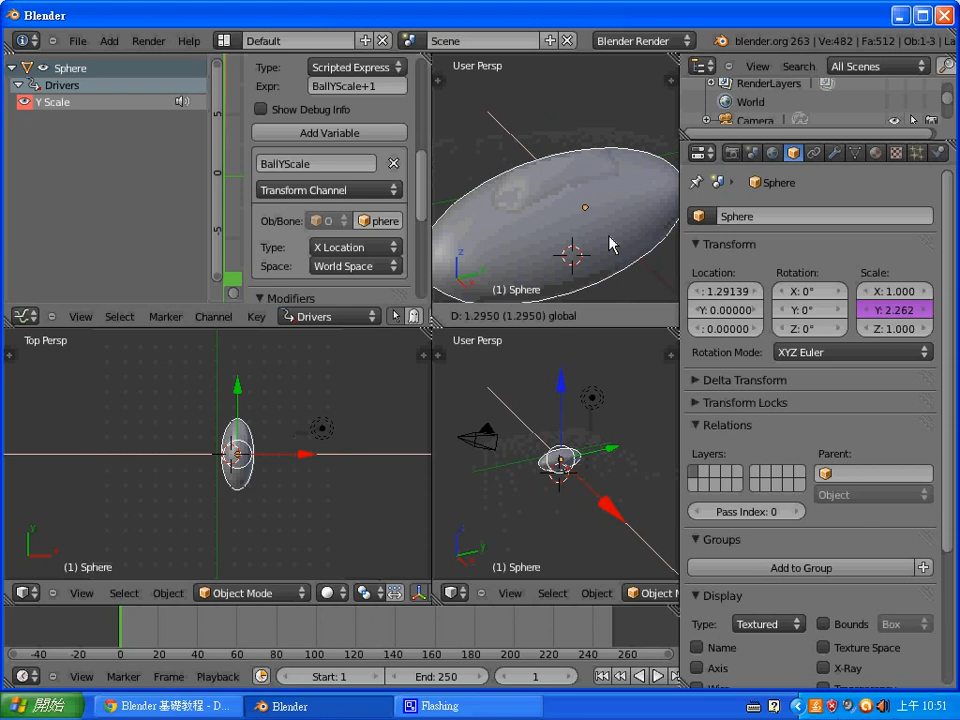 Blender
File Add Render Help Default Scene Blender Render blender.org 263 | Ve:482 | Fa:512 | Ob:1-3 | La
Sphere
Drivers
Y Scale
5
0
-5
Type: Scripted Express
Expr: BallYScale+1
Show Debug Info
Add Variable
BallYScale
Transform Channel
Ob/Bone: O phere
Type: X Location
Space: World Space
Modifiers
View Select Marker Channel Key Drivers
User Persp
z
(1) Sphere
D: 1.2950 (1.2950) global
View Search All Scenes
RenderLayers
World
Camera
Sphere
Sphere
Transform
Location: Rotation: Scale:
: 1.29139 X: 0° X: 1.000
Y: 0.00000 Y: 0° Y: 2.262
: 0.00000 Z: 0° Z: 1.000
Rotation Mode: XYZ Euler
Delta Transform
Transform Locks
Relations
Layers: Parent:
Object
Pass Index: 0
Groups
Add to Group
Display
Type: Textured Bounds Box
Name Texture Space
Axis X-Ray
Top Persp
y
(1) Sphere
User Persp
y
(1) Sphere
View Select Object Object Mode
View Select Object Object M
-40 -20 0 20 40 60 80 100 120 140 160 180 200 220 240 260
View Marker Frame Playback Start: 1 End: 250 1
開始 Blender 基礎教程 - D... Blender Flashing 上午 10:51